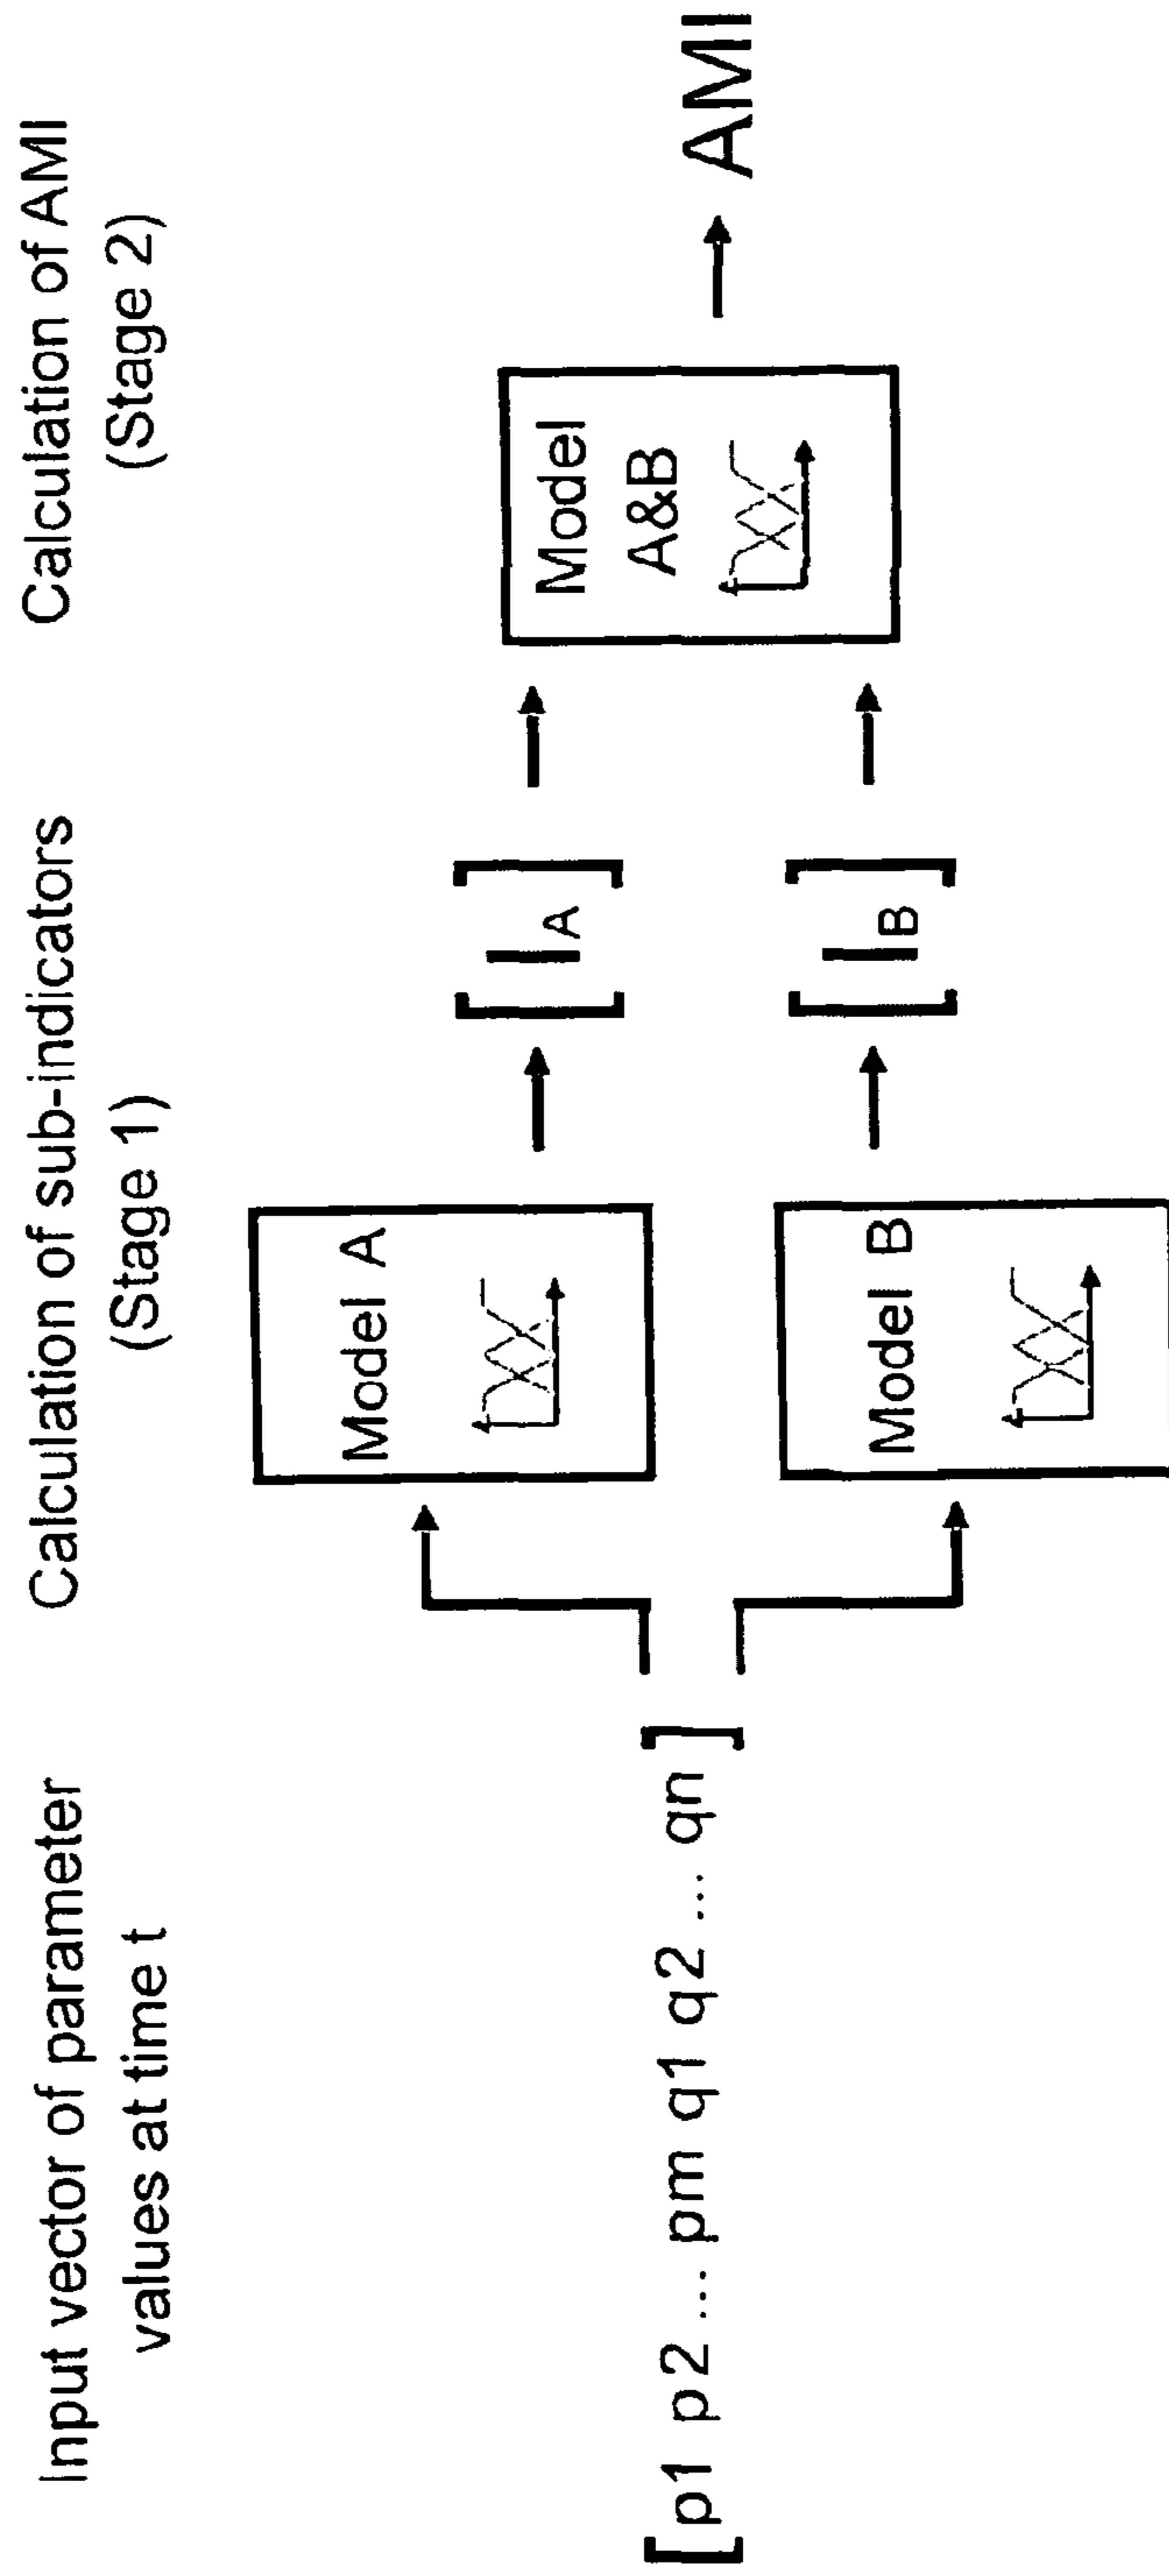 Input vector of parameter
values at time t
Calculation of sub-indicators
(Stage 1)
Calculation of AMI
(Stage 2)
[ p1 p2 ... pm q1 q2 ... qn ]
Model A
Model B
[ IA ]
[ IB ]
Model
A&B
AMI